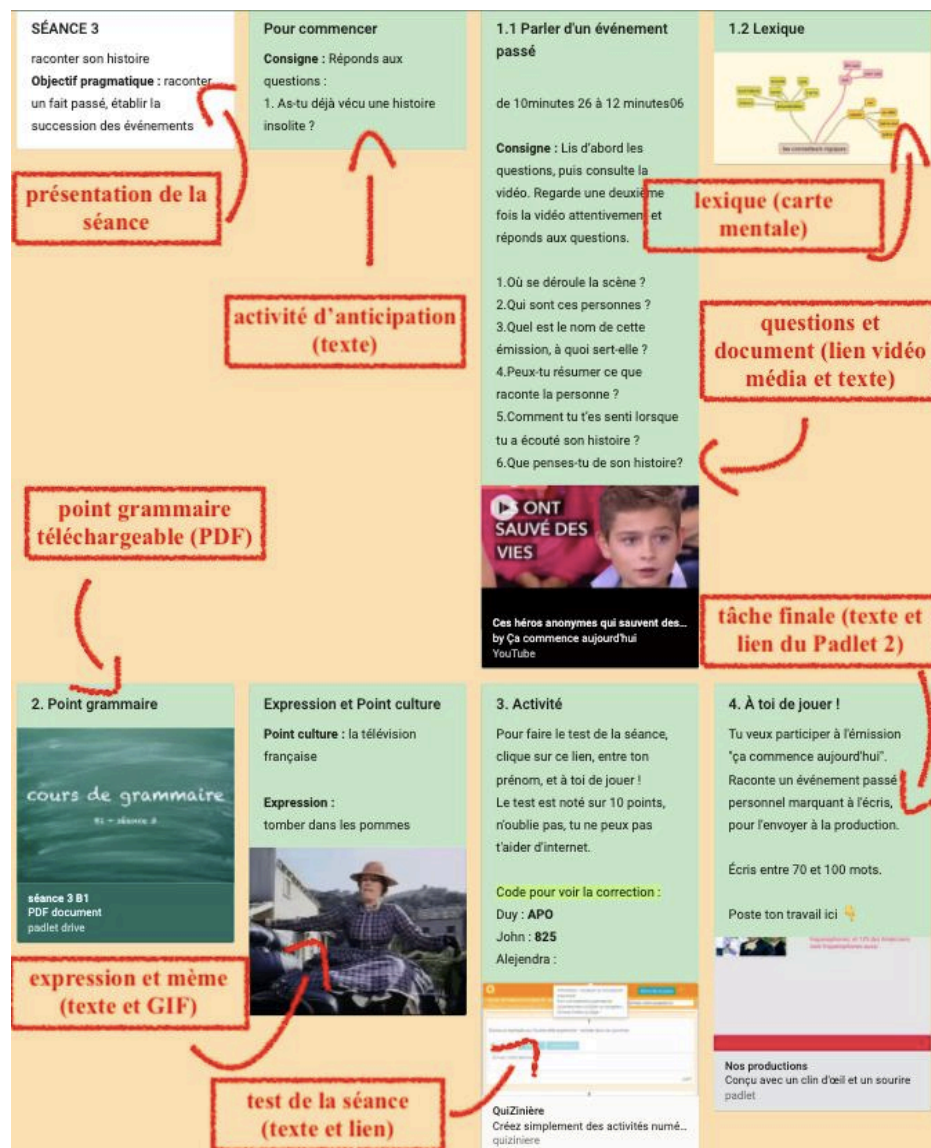 SÉANCE 3
raconter son histoire
Objectif pragmatique : raconter
un fait passé, établir la
succession des événements
présentation de la
séance
Pour commencer
Consigne : Réponds aux
questions :
1. As-tu déjà vécu une histoire
insolite ?
activité d'anticipation
(texte)
1.1 Parler d'un événement
passé
de 10minutes 26 à 12 minutes06
Consigne : Lis d'abord les
questions, puis consulte la
vidéo. Regarde une deuxième
fois la vidéo attentivement et
réponds aux questions.
1.Où se déroule la scène ?
2.Qui sont ces personnes ?
3.Quel est le nom de cette
émission, à quoi sert-elle ?
4.Peux-tu résumer ce que
raconte la personne ?
5.Comment tu t'es senti lorsque
tu a écouté son histoire ?
6.Que penses-tu de son histoire?
ONT
SAUVÉ DES
VIES
Ces héros anonymes qui sauvent des...
by Ça commence aujourd'hui
YouTube
1.2 Lexique
les connecteurs logiques
lexique (carte
mentale)
questions et
document (lien vidéo
média et texte)
point grammaire
téléchargeable (PDF)
tâche finale (texte et
lien du Padlet 2)
2. Point grammaire
cours de grammaire
B1 - séance 3
séance 3 B1
PDF document
padlet drive
Expression et Point culture
Point culture : la télévision
française
Expression :
tomber dans les pommes
expression et mème
(texte et GIF)
3. Activité
Pour faire le test de la séance,
clique sur ce lien, entre ton
prénom, et à toi de jouer !
Le test est noté sur 10 points,
n'oublie pas, tu ne peux pas
t'aider d'internet.
Code pour voir la correction :
Duy : APO
John : 825
Alejendra :
QuiZinière
Créez simplement des activités numé...
quiziniere
test de la séance
(texte et lien)
4. À toi de jouer !
Tu veux participer à l'émission
"ça commence aujourd'hui".
Raconte un événement passé
personnel marquant à l'écris,
pour l'envoyer à la production.
Écris entre 70 et 100 mots.
Poste ton travail ici 👇
Nos productions
Conçu avec un clin d'œil et un sourire
padlet